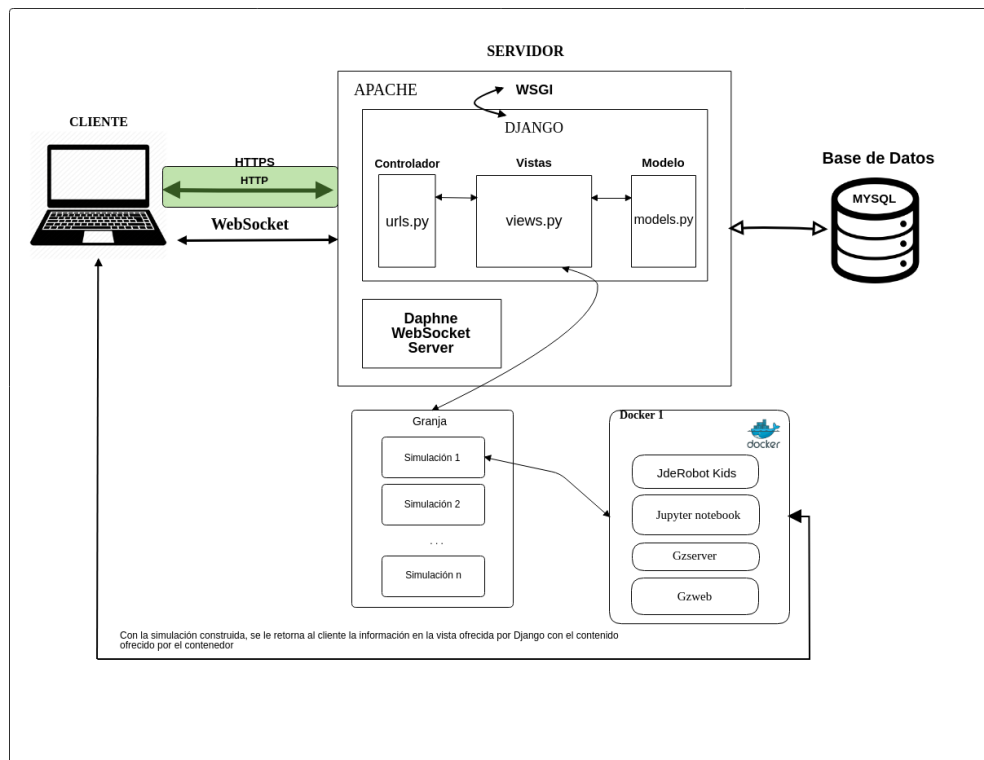 SERVIDOR
APACHE
WSGI
CLIENTE
DJANGO
HTTPS
HTTP
Controlador
Vistas
Modelo
Base de Datos
urls.py
views.py
models.py
MYSQL
WebSocket
Daphne
WebSocket
Server
Granja
Simulación 1
Simulación 2
. . .
Simulación n
Docker 1
docker
JdeRobot Kids
Jupyter notebook
Gzserver
Gzweb
Con la simulación construida, se le retorna al cliente la información en la vista ofrecida por Django con el contenido
ofrecido por el contenedor